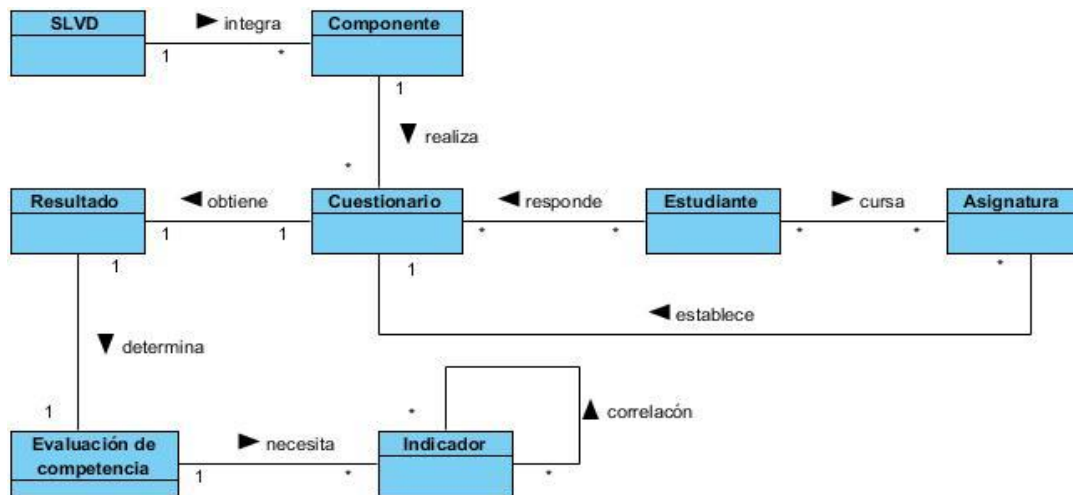 SLVD
integra
Componente
1
*
1
realiza
*
Resultado
obtiene
Cuestionario
responde
Estudiante
cursa
Asignatura
1
1
*
*
*
*
1
1
*
establece
determina
1
*
correlacón
Evaluación de
competencia
necesita
Indicador
1
*
*